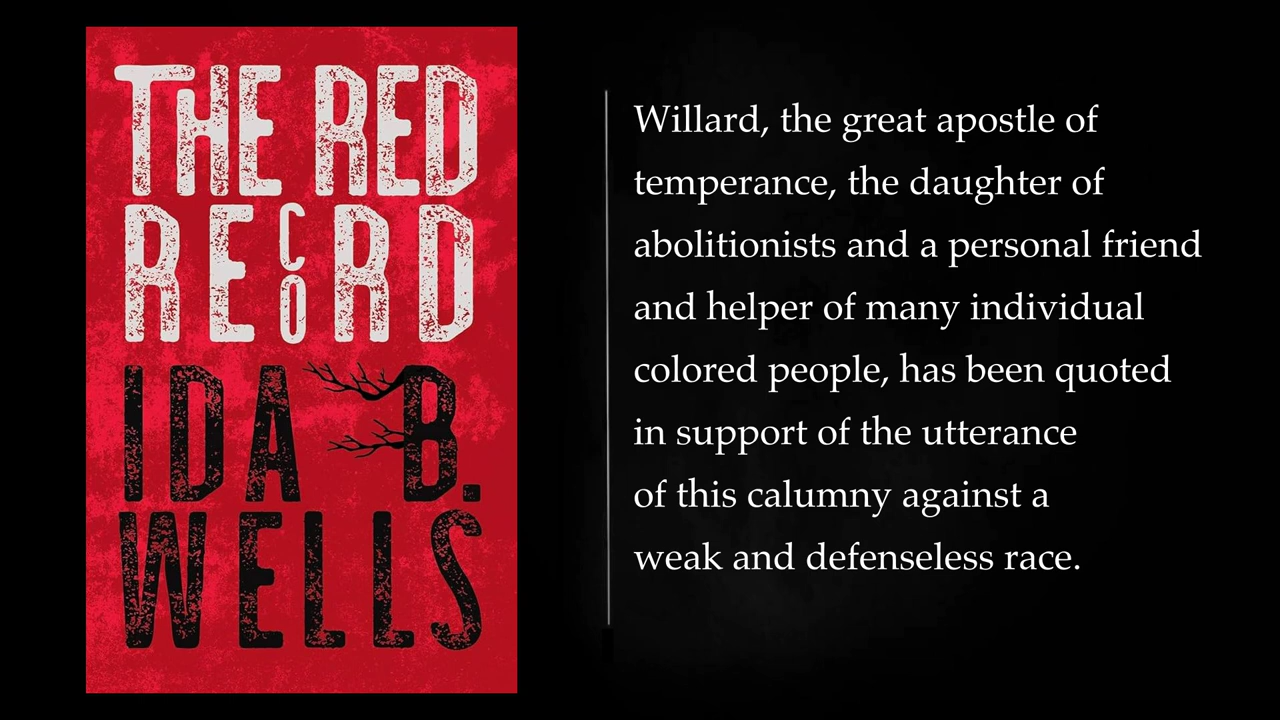 THE RED
RECORD
IDA B.
WELLS
Willard, the great apostle of
temperance, the daughter of
abolitionists and a personal friend
and helper of many individual
colored people, has been quoted
in support of the utterance
of this calumny against a
weak and defenseless race.